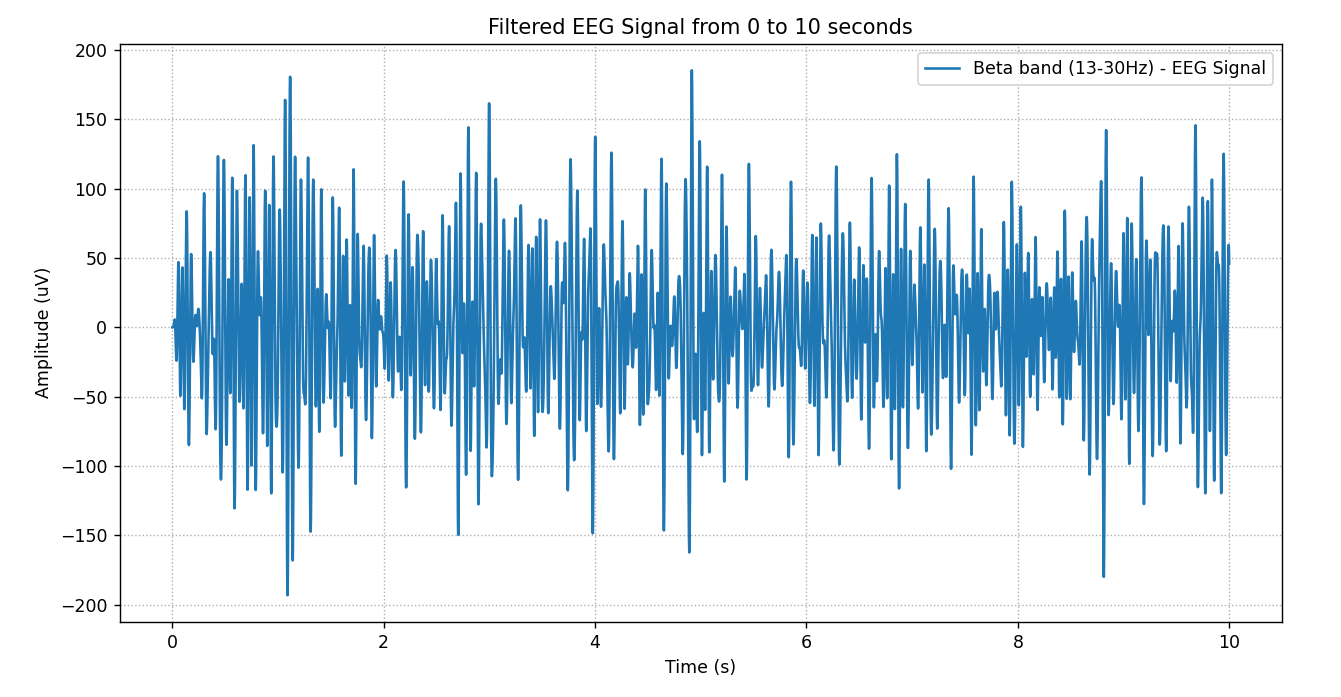 Filtered EEG Signal from 0 to 10 seconds
Beta band (13-30Hz) - EEG Signal
Amplitude (uV)
200
150
100
50
0
−50
−100
−150
−200
0 2 4 6 8 10
Time (s)